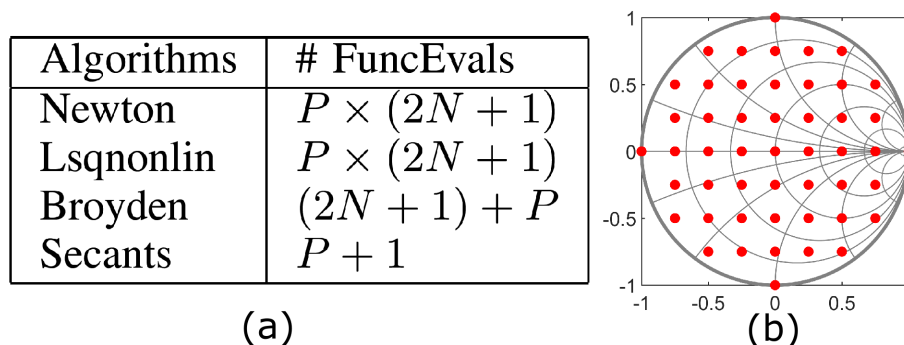 Algorithms # FuncEvals
Newton P × (2N + 1)
Lsqnonlin P × (2N + 1)
Broyden (2N + 1) + P
Secants P + 1
(a)
1
0.5
0
-0.5
-1
-1 -0.5 0 0.5
(b)